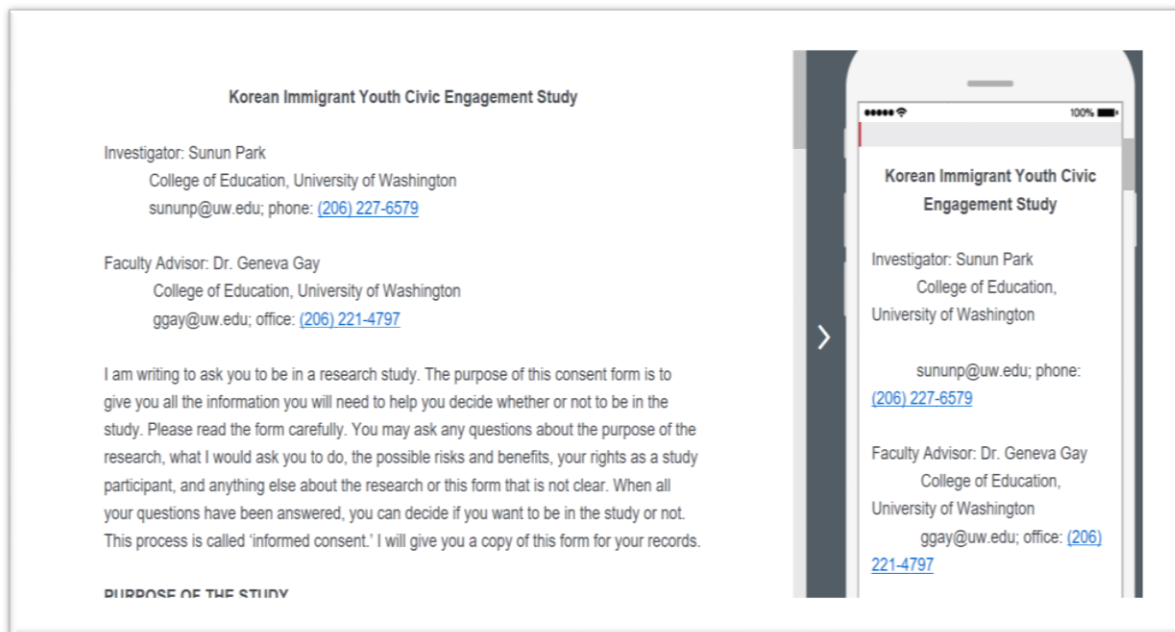 Korean Immigrant Youth Civic Engagement Study
Investigator: Sunun Park
College of Education, University of Washington
sununp@uw.edu; phone: (206) 227-6579
Faculty Advisor: Dr. Geneva Gay
College of Education, University of Washington
ggay@uw.edu; office: (206) 221-4797
I am writing to ask you to be in a research study. The purpose of this consent form is to
give you all the information you will need to help you decide whether or not to be in the
study. Please read the form carefully. You may ask any questions about the purpose of the
research, what I would ask you to do, the possible risks and benefits, your rights as a study
participant, and anything else about the research or this form that is not clear. When all
your questions have been answered, you can decide if you want to be in the study or not.
This process is called ‘informed consent.’ I will give you a copy of this form for your records.
PURPOSE OF THE STUDY
100%
Korean Immigrant Youth Civic
Engagement Study
Investigator: Sunun Park
College of Education,
University of Washington
sununp@uw.edu; phone:
(206) 227-6579
Faculty Advisor: Dr. Geneva Gay
College of Education,
University of Washington
ggay@uw.edu; office: (206)
221-4797